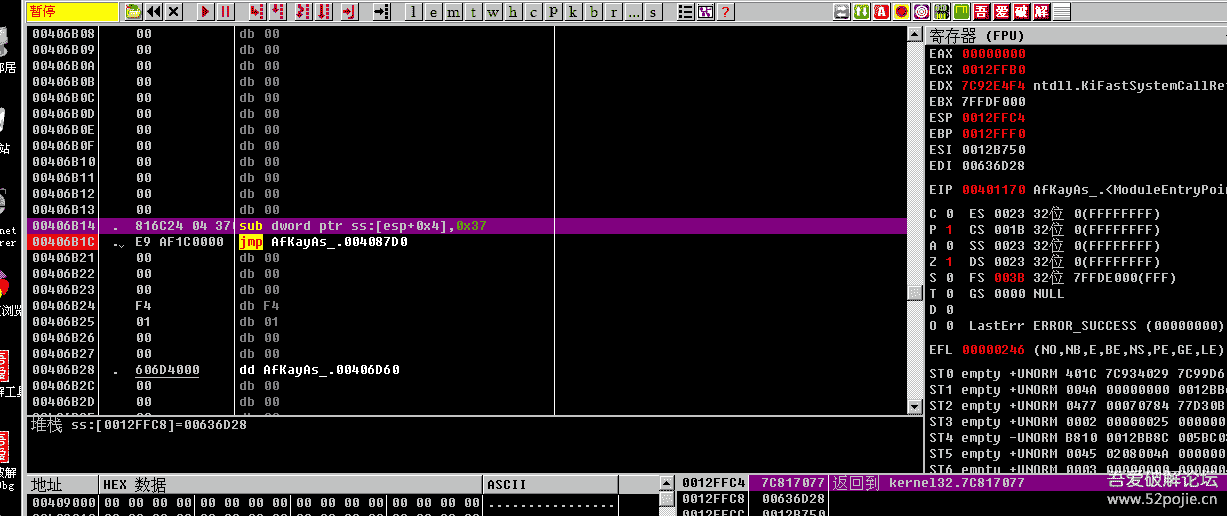 暂停
l e m t w h c p k b r ... s ?
吾 爱 破 解
00406B08 00 db 00
00406B09 00 db 00
00406B0A 00 db 00
00406B0B 00 db 00
00406B0C 00 db 00
00406B0D 00 db 00
00406B0E 00 db 00
00406B0F 00 db 00
00406B10 00 db 00
00406B11 00 db 00
00406B12 00 db 00
00406B13 00 db 00
00406B14 . 816C24 04 37 sub dword ptr ss:[esp+0x4],0x37
00406B1C . E9 AF1C0000 jmp AfKayAs_.004087D0
00406B21 00 db 00
00406B22 00 db 00
00406B23 00 db 00
00406B24 F4 db F4
00406B25 01 db 01
00406B26 00 db 00
00406B27 00 db 00
00406B28 . 606D4000 dd AfKayAs_.00406D60
00406B2C 00 db 00
00406B2D 00 db 00
堆栈 ss:[0012FFC8]=00636D28
寄存器 (FPU)
EAX 00000000
ECX 0012FFB0
EDX 7C92E4F4 ntdll.KiFastSystemCallRe
EBX 7FFDF000
ESP 0012FFC4
EBP 0012FFF0
ESI 0012B750
EDI 00636D28
EIP 00401170 AfKayAs_.<ModuleEntryPoi
C 0 ES 0023 32位 0(FFFFFFFF)
P 1 CS 001B 32位 0(FFFFFFFF)
A 0 SS 0023 32位 0(FFFFFFFF)
Z 1 DS 0023 32位 0(FFFFFFFF)
S 0 FS 003B 32位 7FFDE000(FFF)
T 0 GS 0000 NULL
D 0
O 0 LastErr ERROR_SUCCESS (00000000)
EFL 00000246 (NO,NB,E,BE,NS,PE,GE,LE)
ST0 empty +UNORM 401C 7C934029 7C99D6
ST1 empty +UNORM 004A 00000000 0012BB
ST2 empty +UNORM 0477 00070784 77D30B
ST3 empty +UNORM 0002 00000025 000000
ST4 empty -UNORM B810 0012BB8C 005BC0
ST5 empty +UNORM 0045 0208004A 000000
ST6 empty +UNORM 0003 00000000 000000
地址 HEX 数据 ASCII
00409000 00 00 00 00 00 00 00 00 00 00 00 00 00 00 00 00 ................
0012FFC4 7C817077 返回到 kernel32.7C817077
0012FFC8 00636D28
0012FFCC 0012B750
吾爱破解论坛
www.52pojie.cn